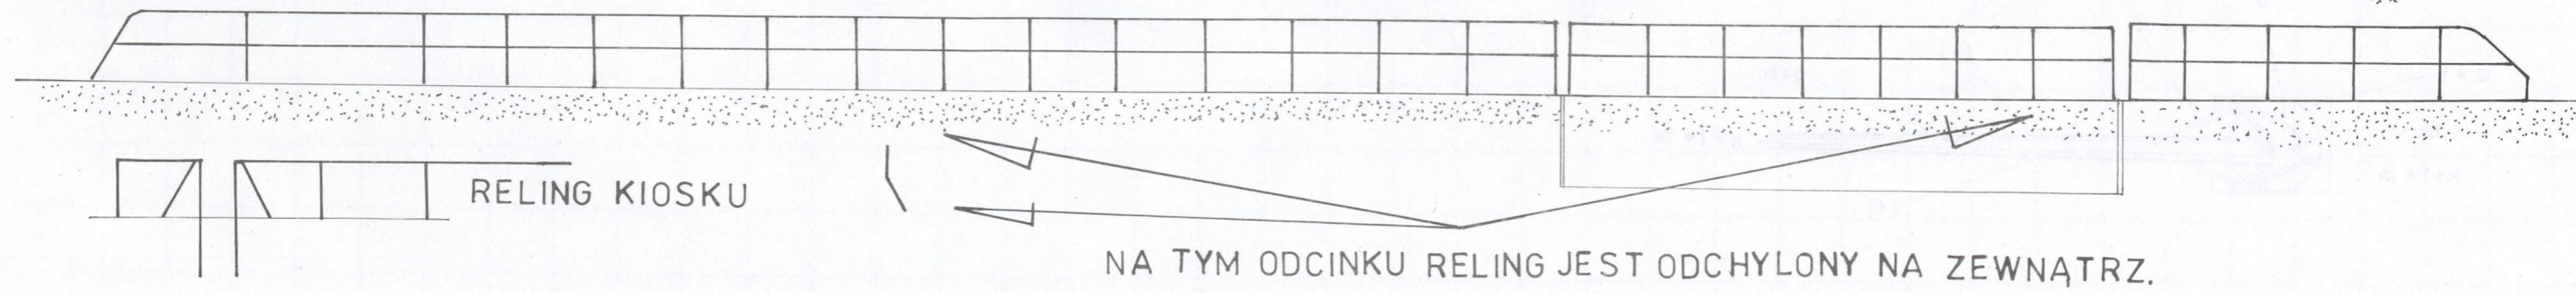 RELING KIOSKU
NA TYM ODCINKU RELING JEST ODCHYLONY NA ZEWNĄTRZ.